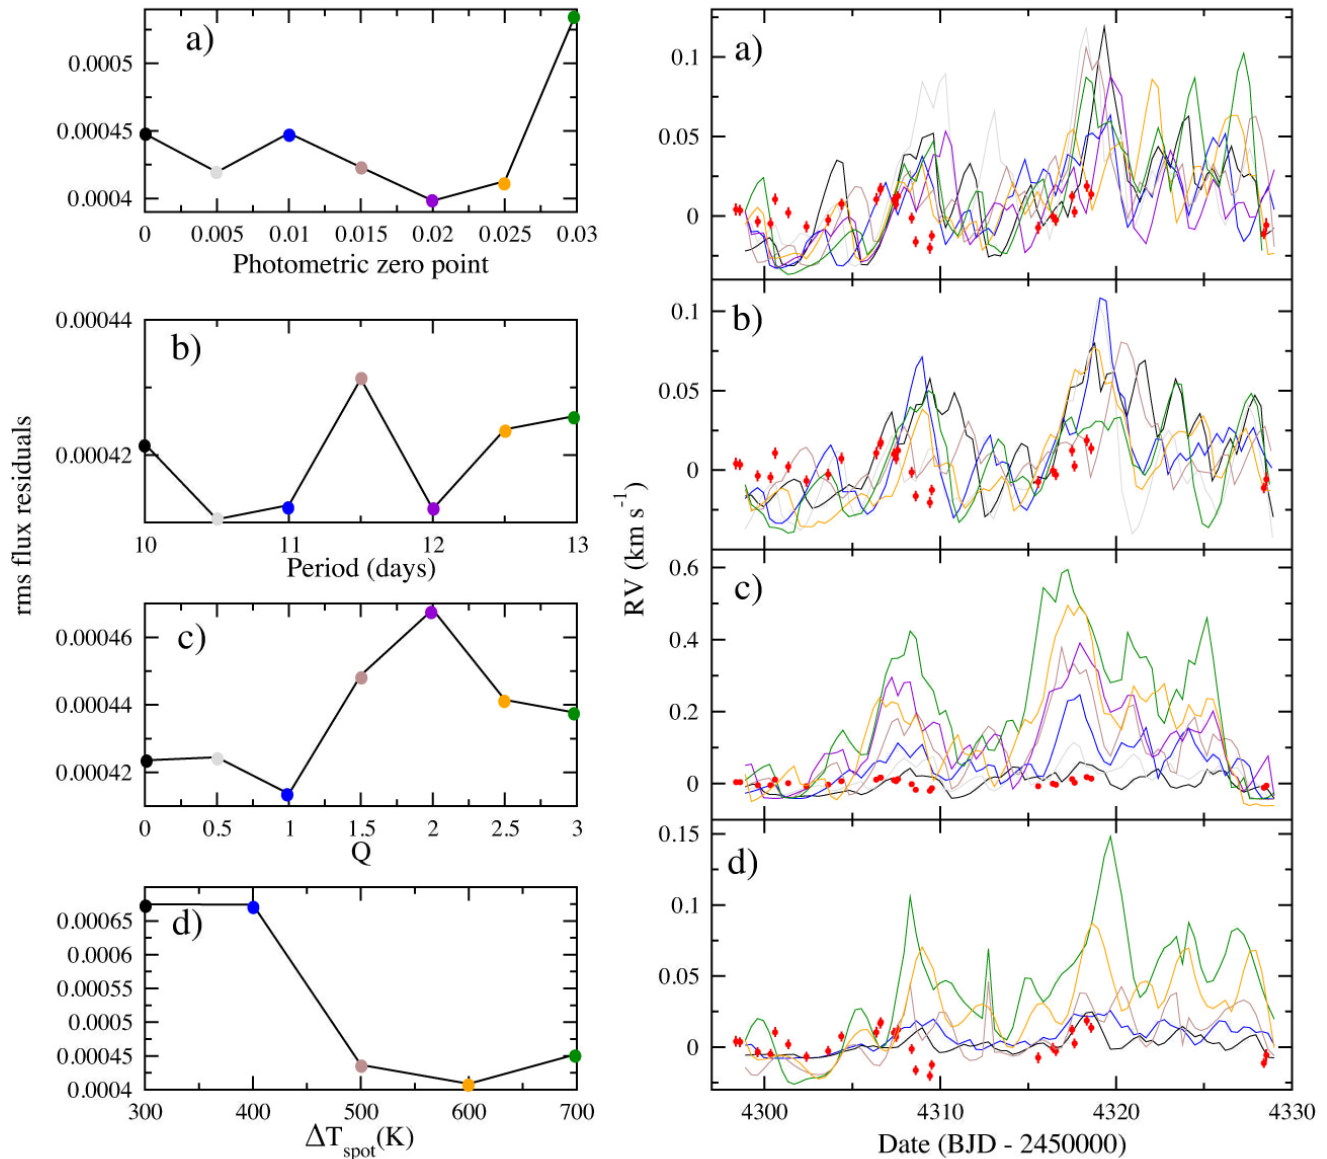 a)
0.0005
0.00045
0.0004
0 0.005 0.01 0.015 0.02 0.025 0.03
Photometric zero point
b)
0.00044
0.00042
10 11 12 13
Period (days)
rms flux residuals
c)
0.00046
0.00044
0.00042
0 0.5 1 1.5 2 2.5 3
Q
d)
0.00065
0.0006
0.00055
0.0005
0.00045
0.0004
300 400 500 600 700
ΔTspot(K)
a)
0.1
0.05
0
b)
0.1
0.05
0
RV (km s-1)
c)
0.6
0.4
0.2
0
d)
0.15
0.1
0.05
0
4300 4310 4320 4330
Date (BJD - 2450000)